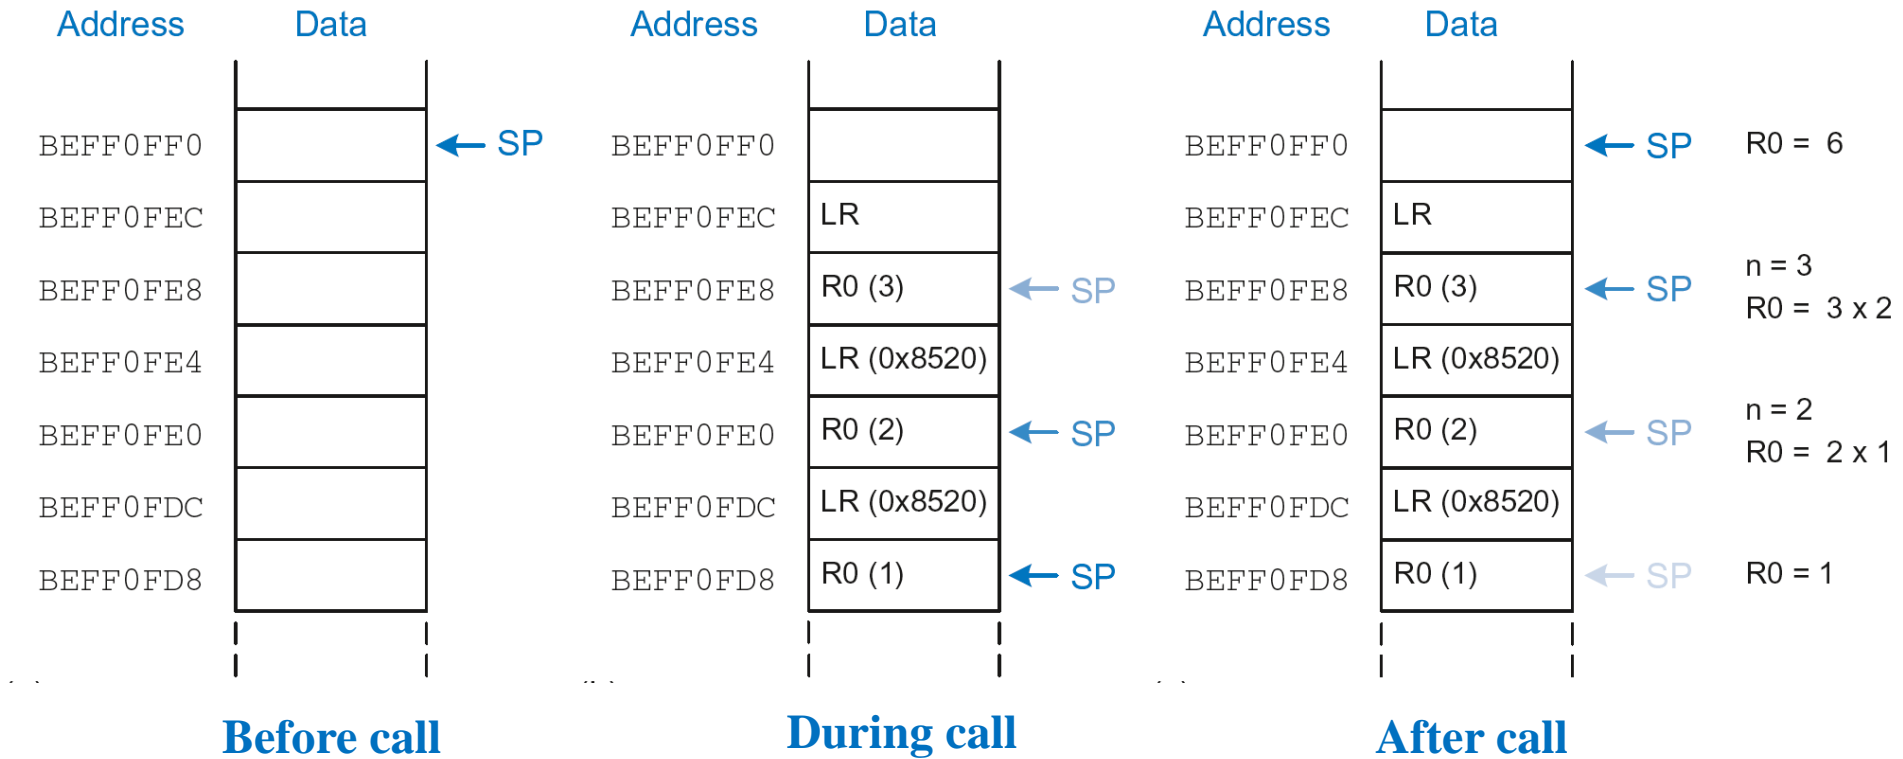 Address Data
BEFF0FF0 SP
BEFF0FEC
BEFF0FE8
BEFF0FE4
BEFF0FE0
BEFF0FDC
BEFF0FD8
Before call
Address Data
BEFF0FF0
BEFF0FEC LR
BEFF0FE8 R0 (3) SP
BEFF0FE4 LR (0x8520)
BEFF0FE0 R0 (2) SP
BEFF0FDC LR (0x8520)
BEFF0FD8 R0 (1) SP
During call
Address Data
BEFF0FF0 SP R0 = 6
BEFF0FEC LR
n = 3
BEFF0FE8 R0 (3) SP
R0 = 3 x 2
BEFF0FE4 LR (0x8520)
n = 2
BEFF0FE0 R0 (2) SP
R0 = 2 x 1
BEFF0FDC LR (0x8520)
BEFF0FD8 R0 (1) SP R0 = 1
After call